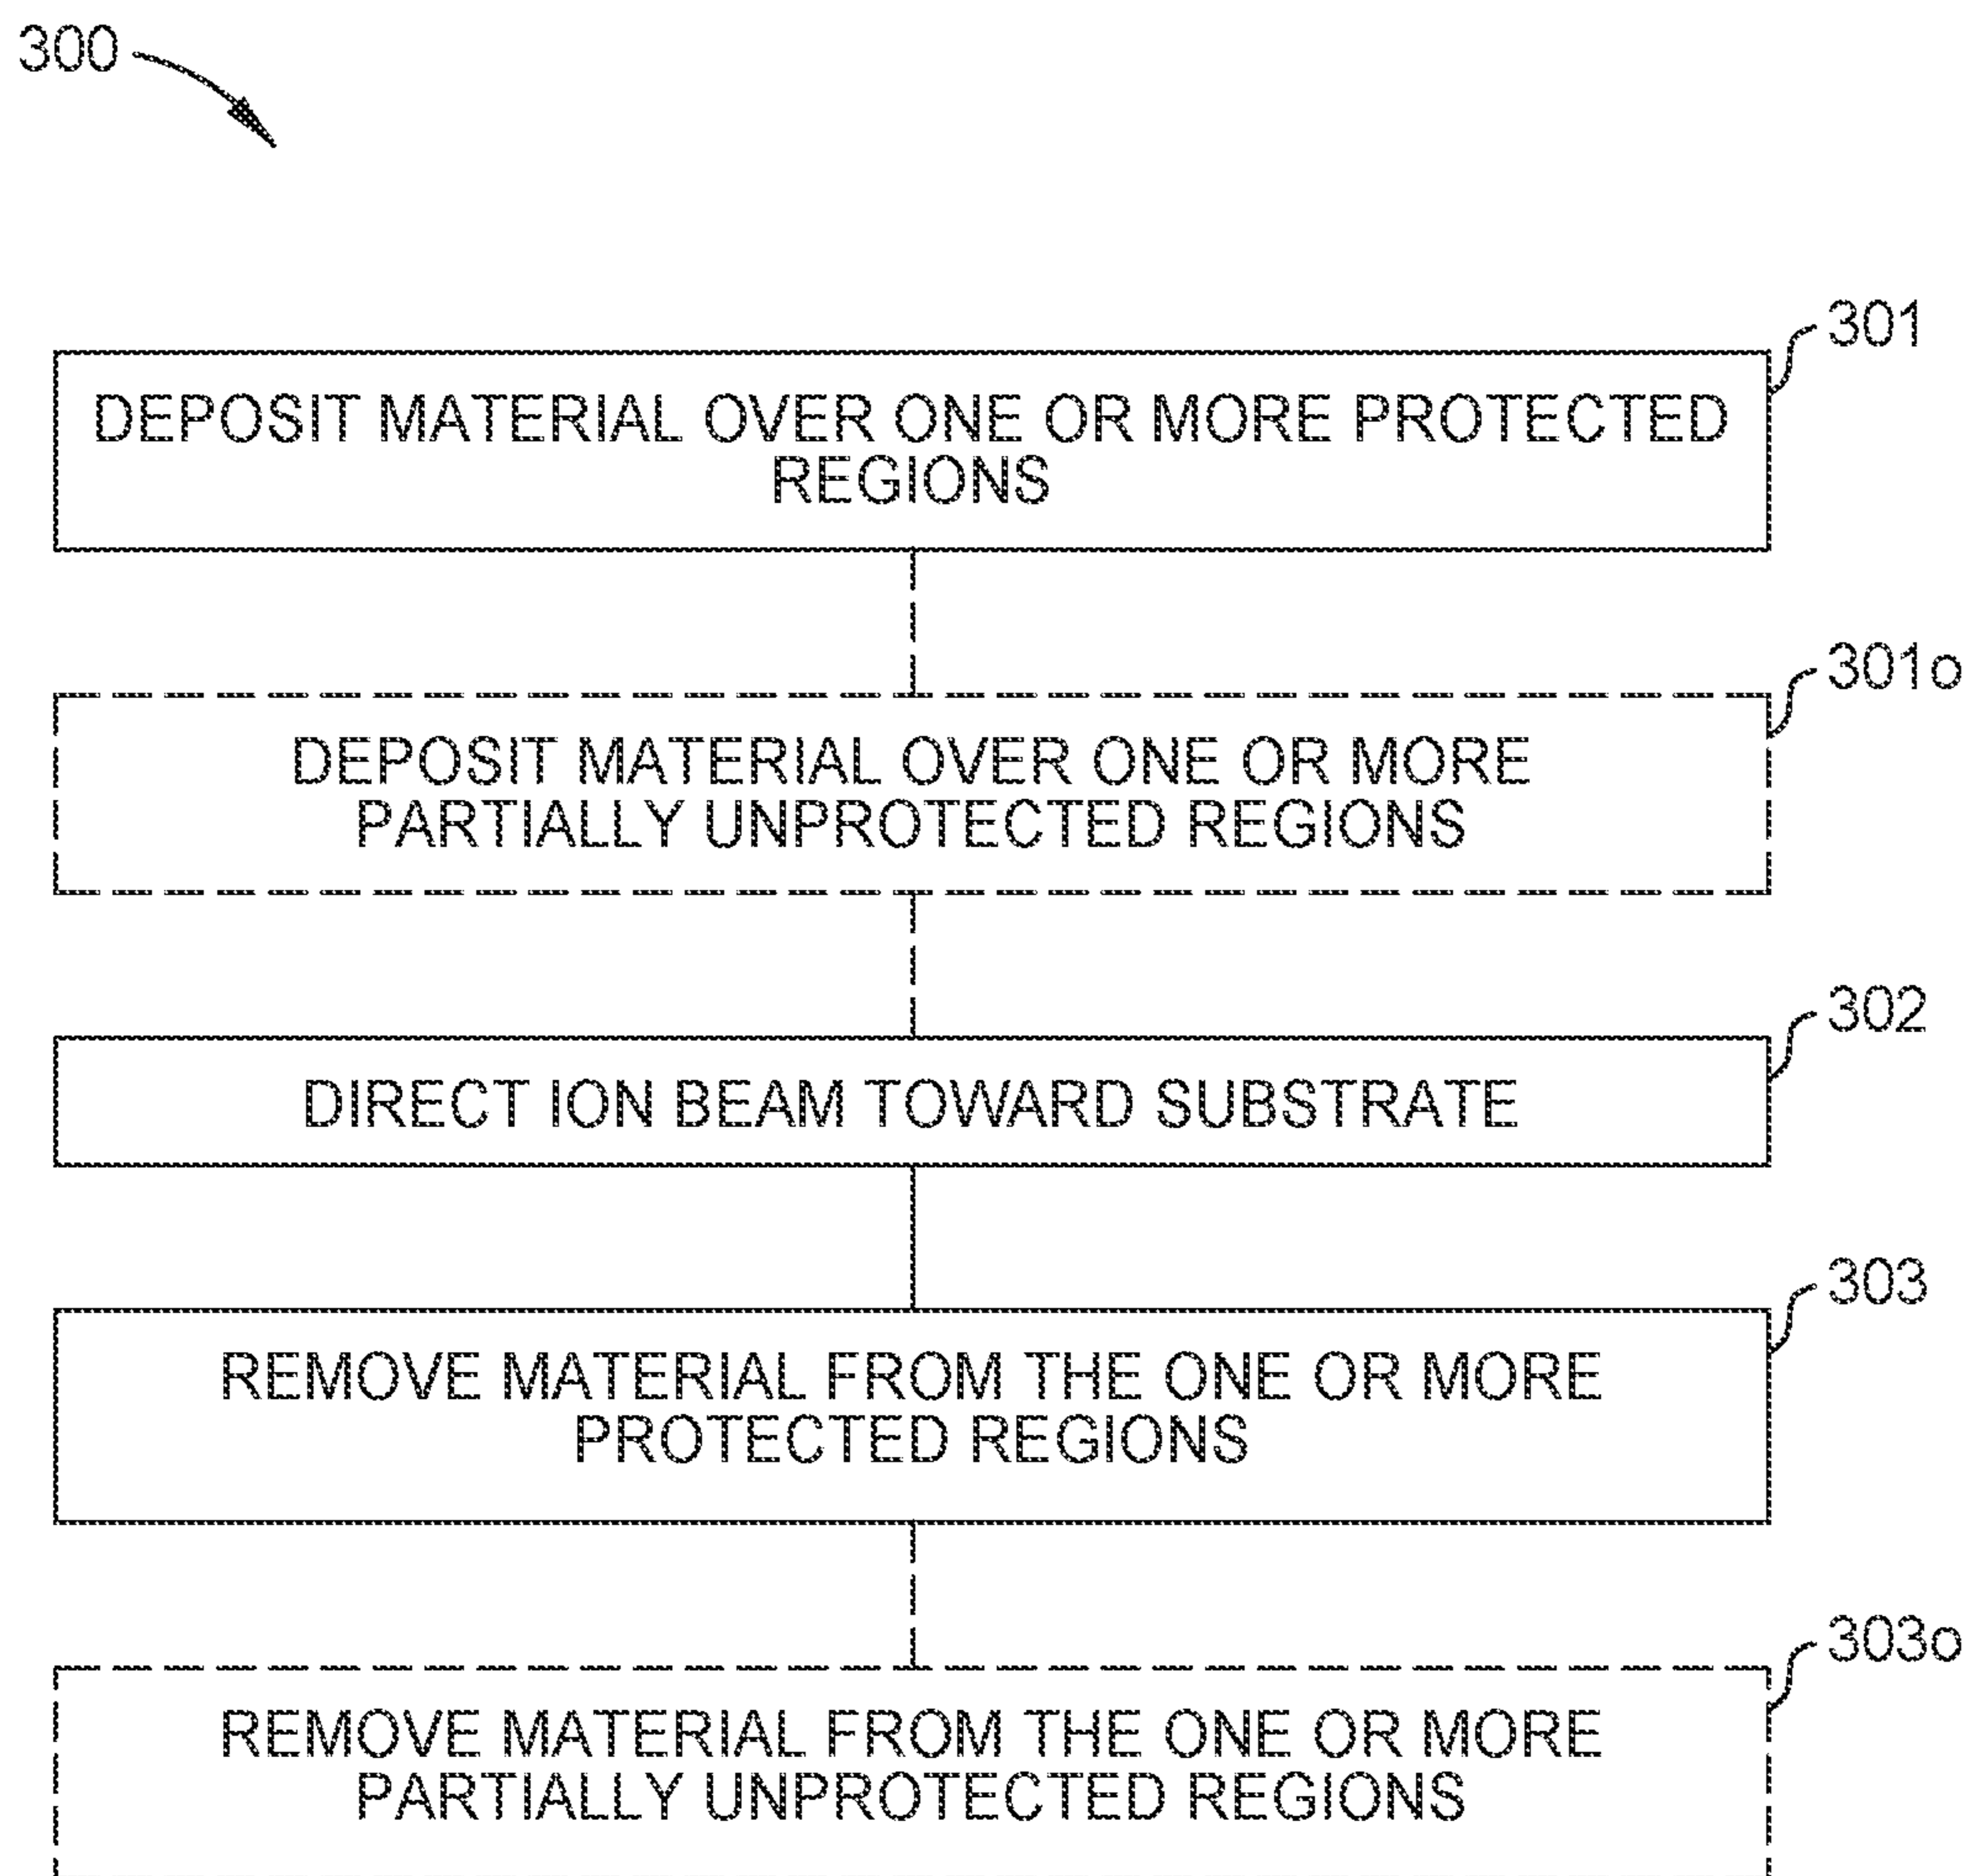 300
301
DEPOSIT MATERIAL OVER ONE OR MORE PROTECTED
REGIONS
301o
DEPOSIT MATERIAL OVER ONE OR MORE
PARTIALLY UNPROTECTED REGIONS
302
DIRECT ION BEAM TOWARD SUBSTRATE
303
REMOVE MATERIAL FROM THE ONE OR MORE
PROTECTED REGIONS
303o
REMOVE MATERIAL FROM THE ONE OR MORE
PARTIALLY UNPROTECTED REGIONS